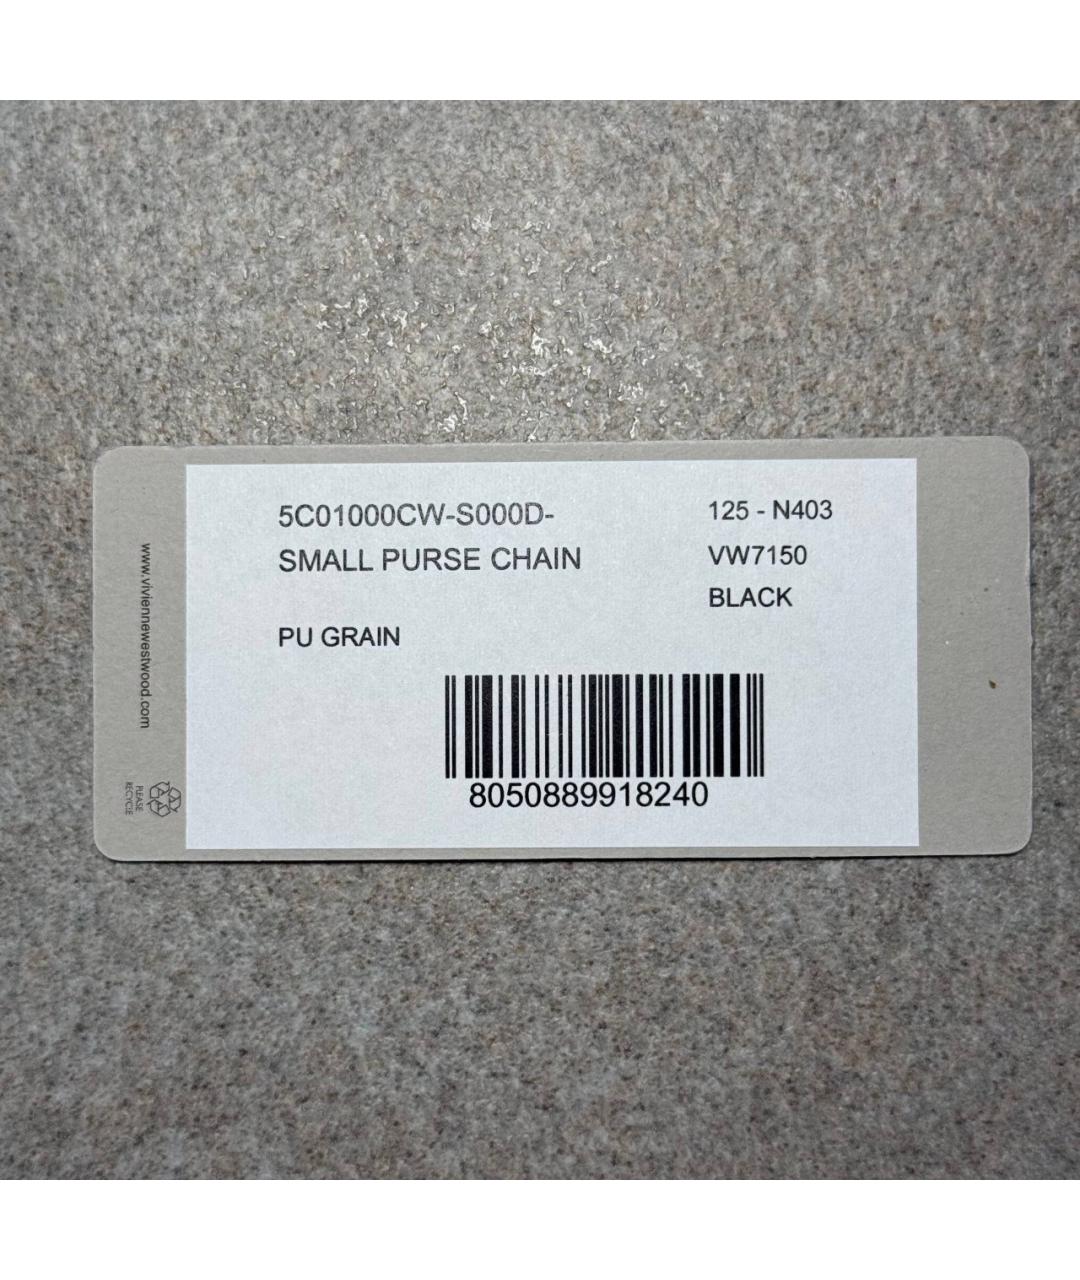 5C01000CW-S000D-
125 - N403
SMALL PURSE CHAIN
VW7150
BLACK
PU GRAIN
8050889918240
www.viviennewestwood.com
PLEASE
RECYCLE